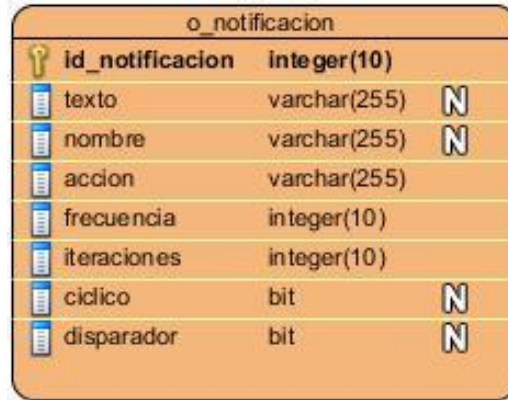 o_notificacion
id_notificacion integer(10)
texto varchar(255) N
nombre varchar(255) N
accion varchar(255)
frecuencia integer(10)
iteraciones integer(10)
ciclico bit N
disparador bit N